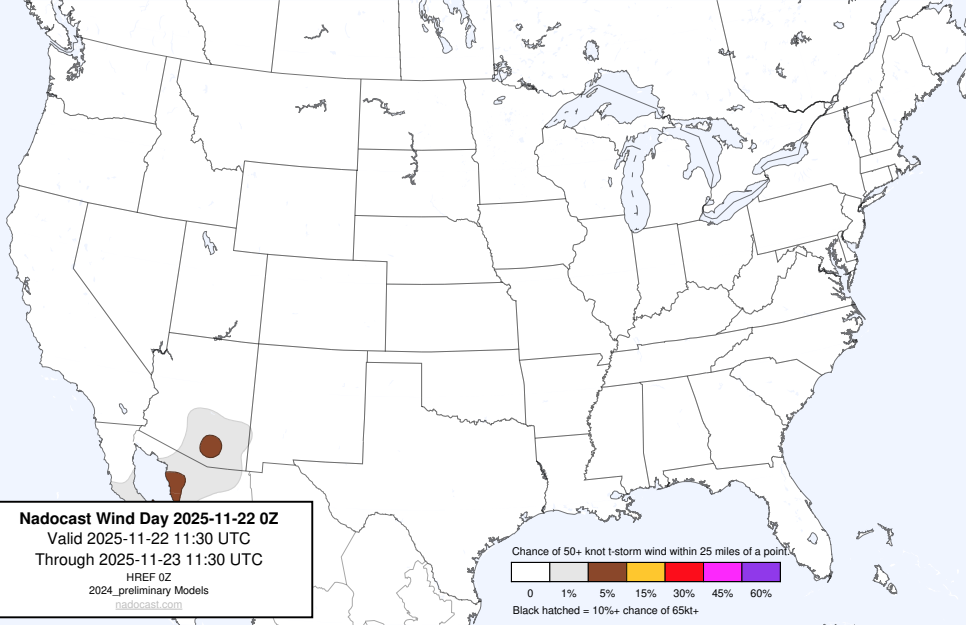 Nadocast Wind Day 2025-11-22 0Z
Valid 2025-11-22 11:30 UTC
Through 2025-11-23 11:30 UTC
HREF 0Z
2024_preliminary Models
nadocast.com
Chance of 50+ knot t-storm wind within 25 miles of a point.
0 1% 5% 15% 30% 45% 60%
Black hatched = 10%+ chance of 65kt+